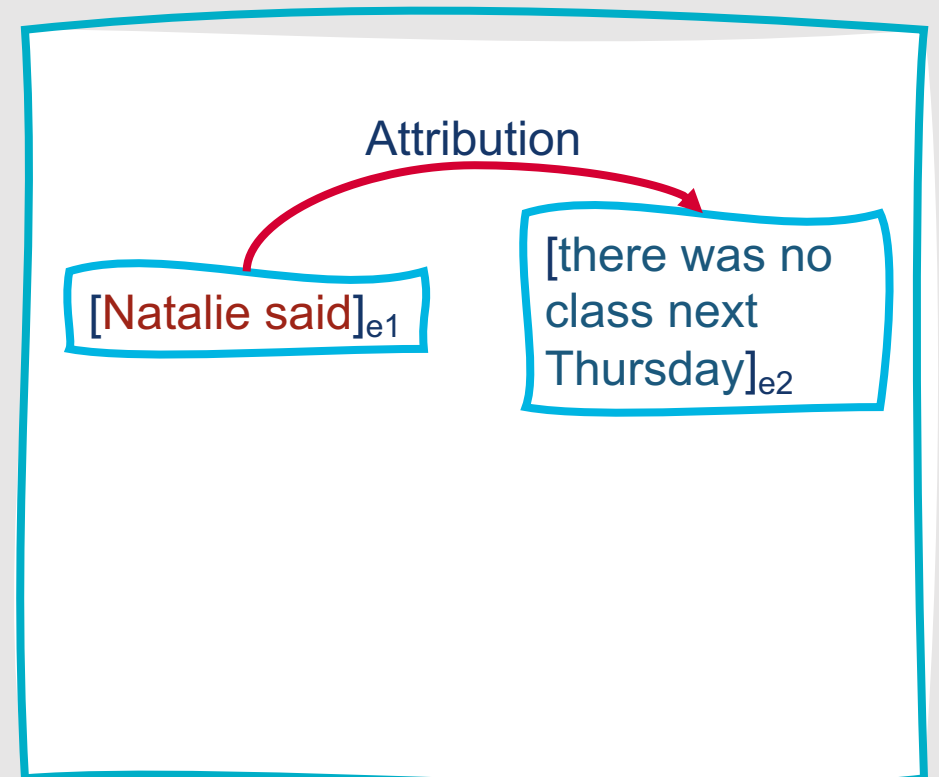 Attribution
[Natalie said]e1
[there was no
class next
Thursday]e2